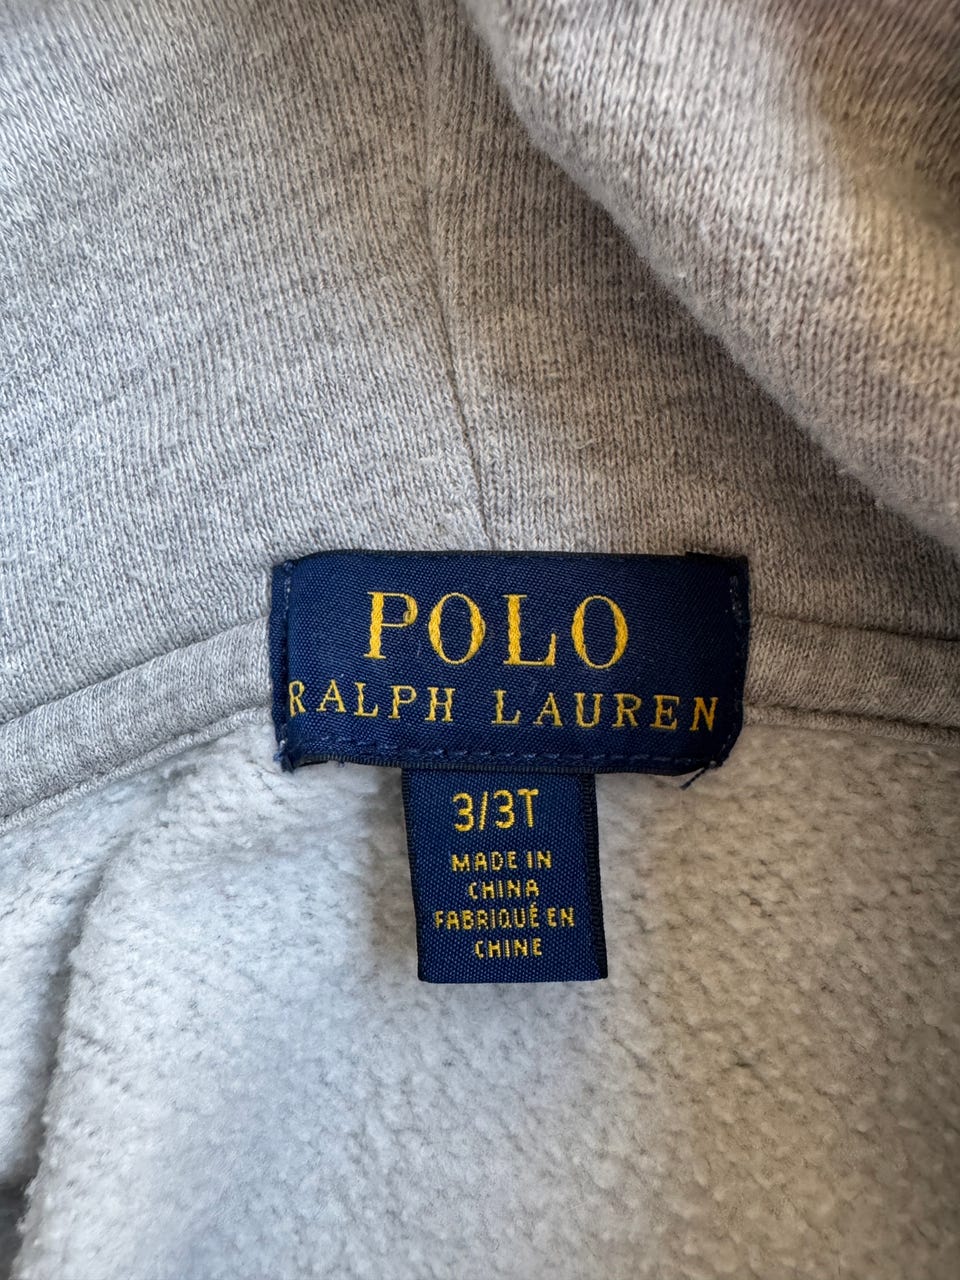 POLO
RALPH LAUREN
3/3T
MADE IN
CHINA
FABRIQUÉ EN
CHINE